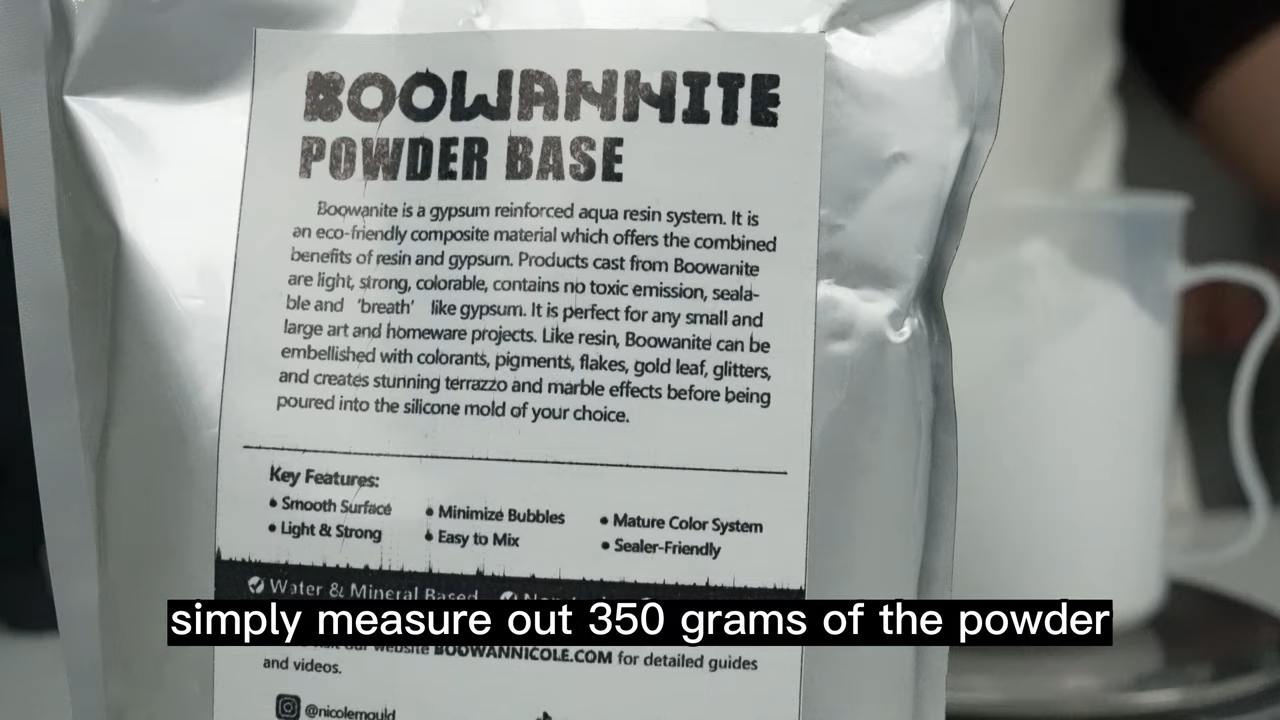 BOOWANNITE
POWDER BASE
Boowanite is a gypsum reinforced aqua resin system. It is
an eco-friendly composite material which offers the combined
benefits of resin and gypsum. Products cast from Boowanite
are light, strong, colorable, contains no toxic emission, seala-
ble and 'breath' like gypsum. It is perfect for any small and
large art and homeware projects. Like resin, Boowanite can be
embellished with colorants, pigments, flakes, gold leaf, glitters,
and creates stunning terrazzo and marble effects before being
poured into the silicone mold of your choice.
Key Features:
• Smooth Surface • Minimize Bubbles • Mature Color System
• Light & Strong • Easy to Mix • Sealer-Friendly
Water & Mineral Based
simply measure out 350 grams of the powder
website BOOWANNICOLE.COM for detailed guides
and videos.
@nicolemould